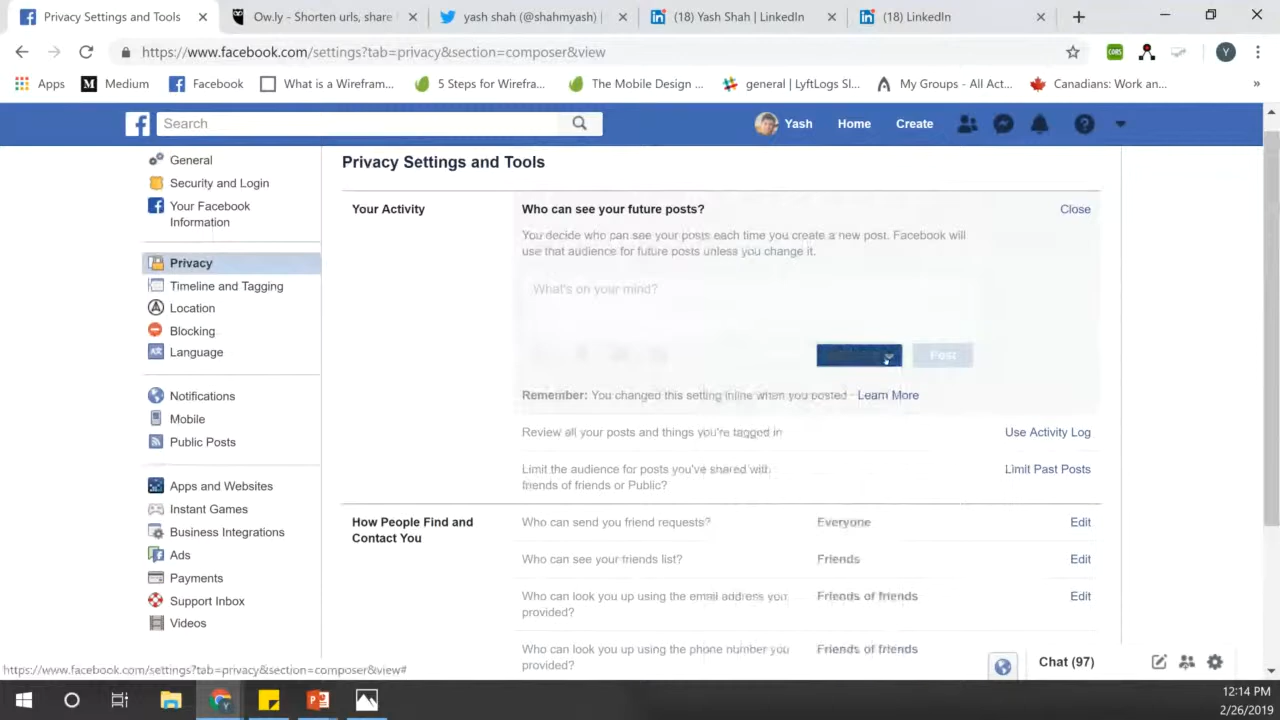 Privacy Settings and Tools
Ow.ly - Shorten urls, share
yash shah (@shahmyash) |
(18) Yash Shah | LinkedIn
(18) LinkedIn
https://www.facebook.com/settings?tab=privacy&section=composer&view
CORS
Y
Apps
Medium
Facebook
What is a Wirefram...
5 Steps for Wirefra...
The Mobile Design ...
general | LyftLogs Sl...
My Groups - All Act...
Canadians: Work an...
»
Search
Yash
Home
Create
General
Security and Login
Your Facebook
Information
Privacy
Timeline and Tagging
Location
Blocking
Language
Notifications
Mobile
Public Posts
Apps and Websites
Instant Games
Business Integrations
Ads
Payments
Support Inbox
Videos
Privacy Settings and Tools
Your Activity
Who can see your future posts?
Close
You decide who can see your posts each time you create a new post. Facebook will
use that audience for future posts unless you change it.
What's on your mind?
Post
Remember: You changed this setting inline when you posted
Learn More
Review all your posts and things you're tagged in
Use Activity Log
Limit the audience for posts you've shared with
friends of friends or Public?
Limit Past Posts
How People Find and
Contact You
Who can send you friend requests?
Everyone
Edit
Who can see your friends list?
Friends
Edit
Who can look you up using the email address you
provided?
Friends of friends
Edit
Who can look you up using the phone number you
provided?
Friends of friends
https://www.facebook.com/settings?tab=privacy&section=composer&view#
Chat (97)
12:14 PM
2/26/2019